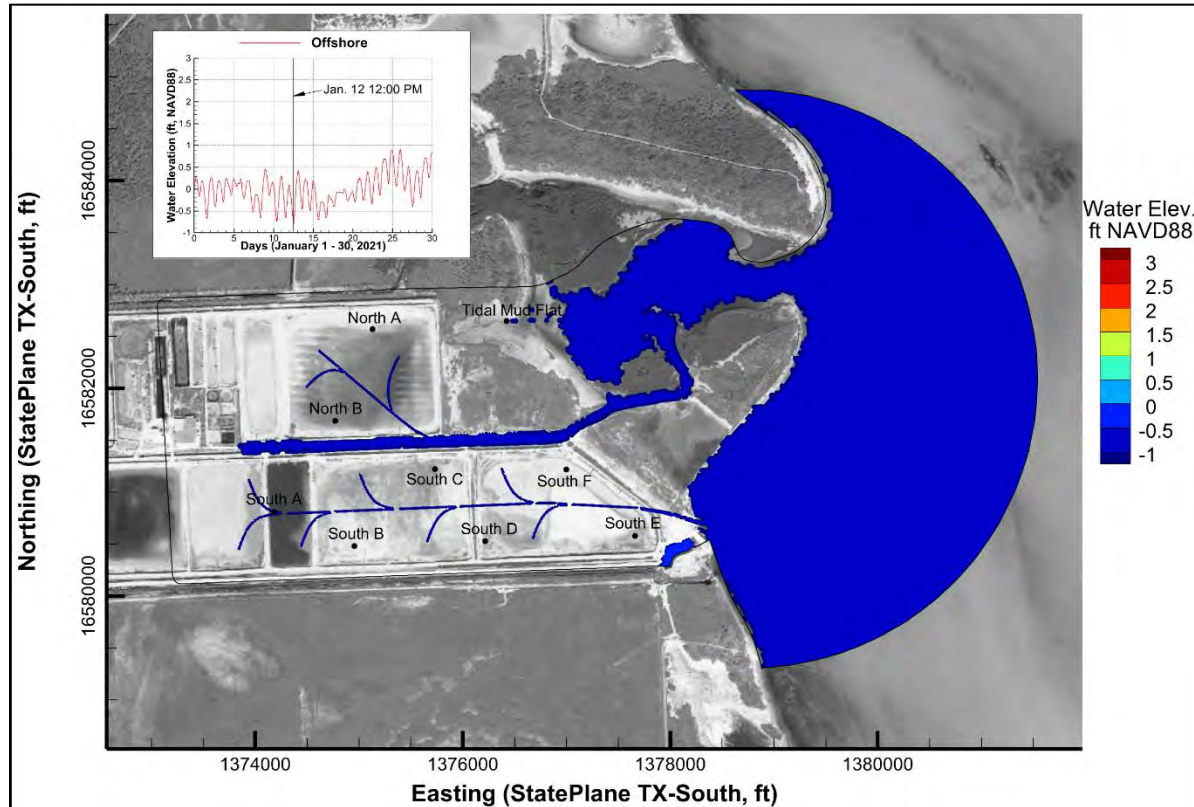 Offshore
Water Elevation (ft, NAVD88)
3
2.5
2
1.5
1
0.5
0
-0.5
-1
Jan. 12 12:00 PM
0 5 10 15 20 25 30
Days (January 1 - 30, 2021)
Northing (StatePlane TX-South, ft)
16584000
16582000
16580000
Tidal Mud Flat
North A
North B
South C
South F
South A
South B
South D
South E
Water Elev.
ft NAVD88
3
2.5
2
1.5
1
0.5
0
-0.5
-1
1374000 1376000 1378000 1380000
Easting (StatePlane TX-South, ft)